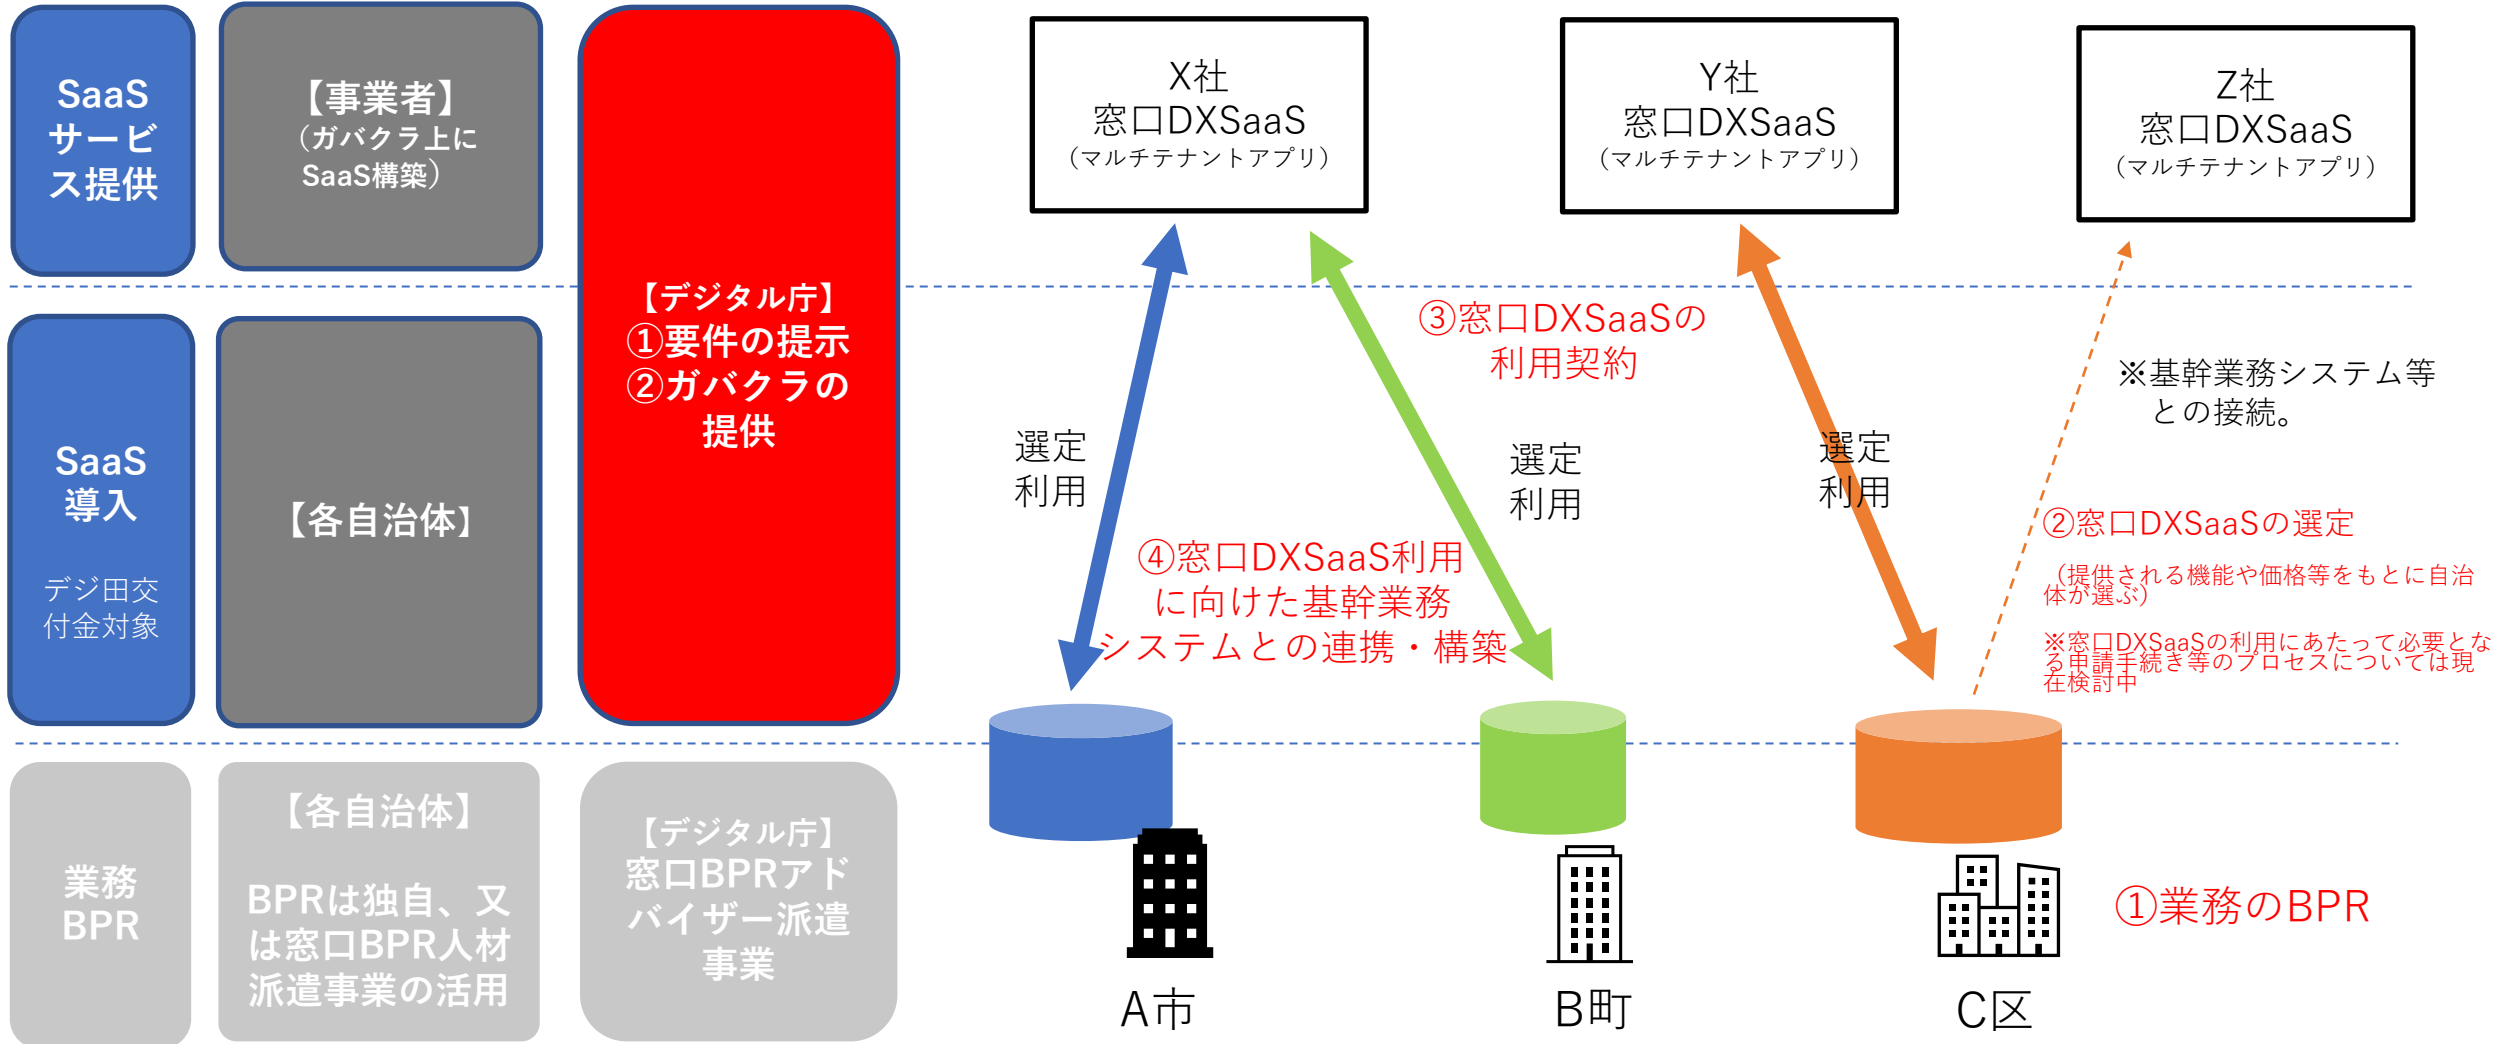 SaaS
サービ
ス提供
【事業者】
（ガバクラ上に
SaaS構築）
【デジタル庁】
①要件の提示
②ガバクラの
提供
X社
窓口DXSaaS
（マルチテナントアプリ）
Y社
窓口DXSaaS
（マルチテナントアプリ）
Z社
窓口DXSaaS
（マルチテナントアプリ）
SaaS
導入
デジ田交
付金対象
【各自治体】
選定
利用
③窓口DXSaaSの
利用契約
選定
利用
選定
利用
※基幹業務システム等
との接続。
④窓口DXSaaS利用
に向けた基幹業務
システムとの連携・構築
②窓口DXSaaSの選定
（提供される機能や価格等をもとに自治
体が選ぶ）
※窓口DXSaaSの利用にあたって必要とな
る申請手続き等のプロセスについては現
在検討中
業務
BPR
【各自治体】
BPRは独自、又
は窓口BPR人材
派遣事業の活用
【デジタル庁】
窓口BPRアド
バイザー派遣
事業
A市
B町
C区
①業務のBPR